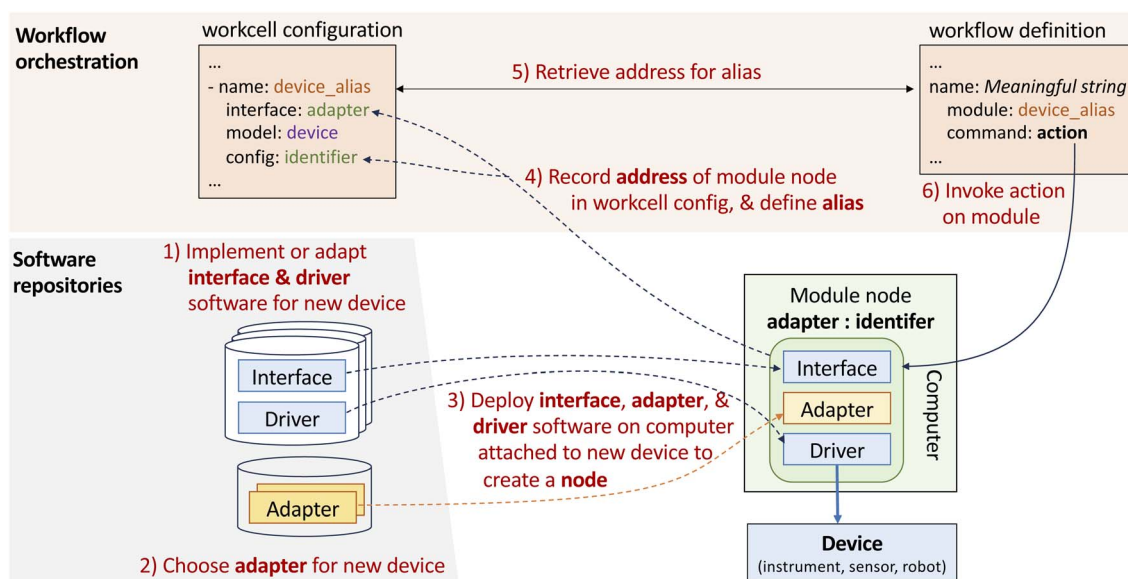 Workflow
orchestration
workcell configuration
...
- name: device_alias
interface: adapter
model: device
config: identifier
...
5) Retrieve address for alias
workflow definition
...
name: Meaningful string
module: device_alias
command: action
...
4) Record address of module node
in workcell config, & define alias
6) Invoke action
on module
Software
repositories
1) Implement or adapt
interface & driver
software for new device
Interface
Driver
Adapter
2) Choose adapter for new device
3) Deploy interface, adapter, &
driver software on computer
attached to new device to
create a node
Module node
adapter : identifer
Interface
Adapter
Driver
Computer
Device
(instrument, sensor, robot)